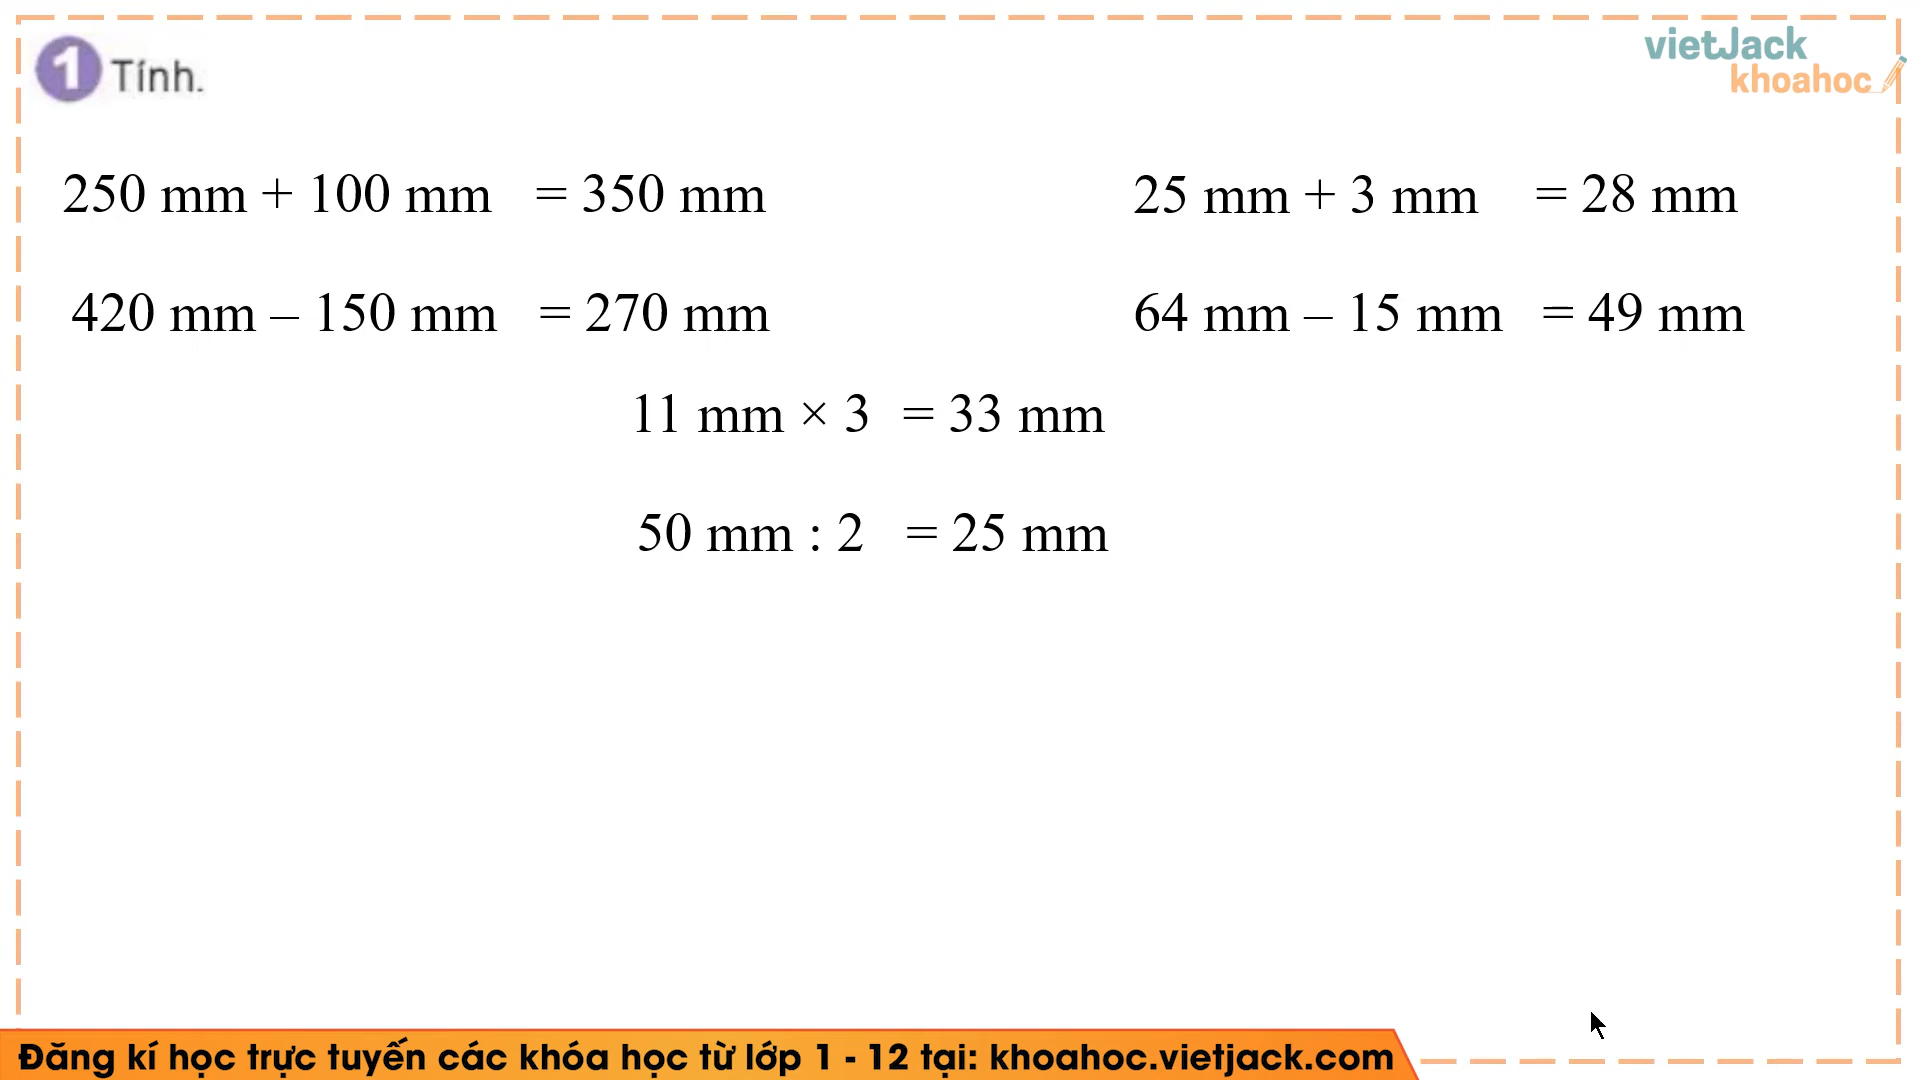 1 Tính.
vietJack
khoahoc
250 mm + 100 mm = 350 mm
25 mm + 3 mm = 28 mm
420 mm – 150 mm = 270 mm
64 mm – 15 mm = 49 mm
11 mm × 3 = 33 mm
50 mm : 2 = 25 mm
Đăng kí học trực tuyến các khóa học từ lớp 1 - 12 tại: khoahoc.vietjack.com